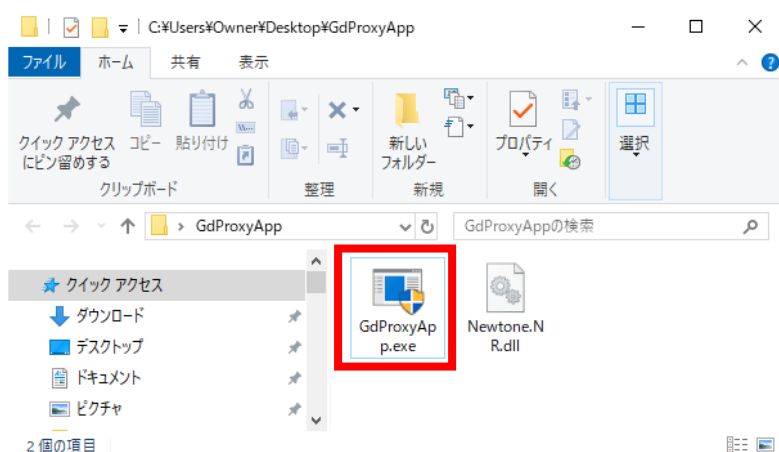 C:¥Users¥Owner¥Desktop¥GdProxyApp
ファイル ホーム 共有 表示
クイック アクセス
にピン留めする
コピー
貼り付け
新しい
フォルダー
プロパティ
選択
クリップボード 整理 新規 開く
GdProxyApp
GdProxyAppの検索
クイック アクセス
ダウンロード
デスクトップ
ドキュメント
ピクチャ
GdProxyAp
p.exe
Newtone.N
R.dll
2 個の項目